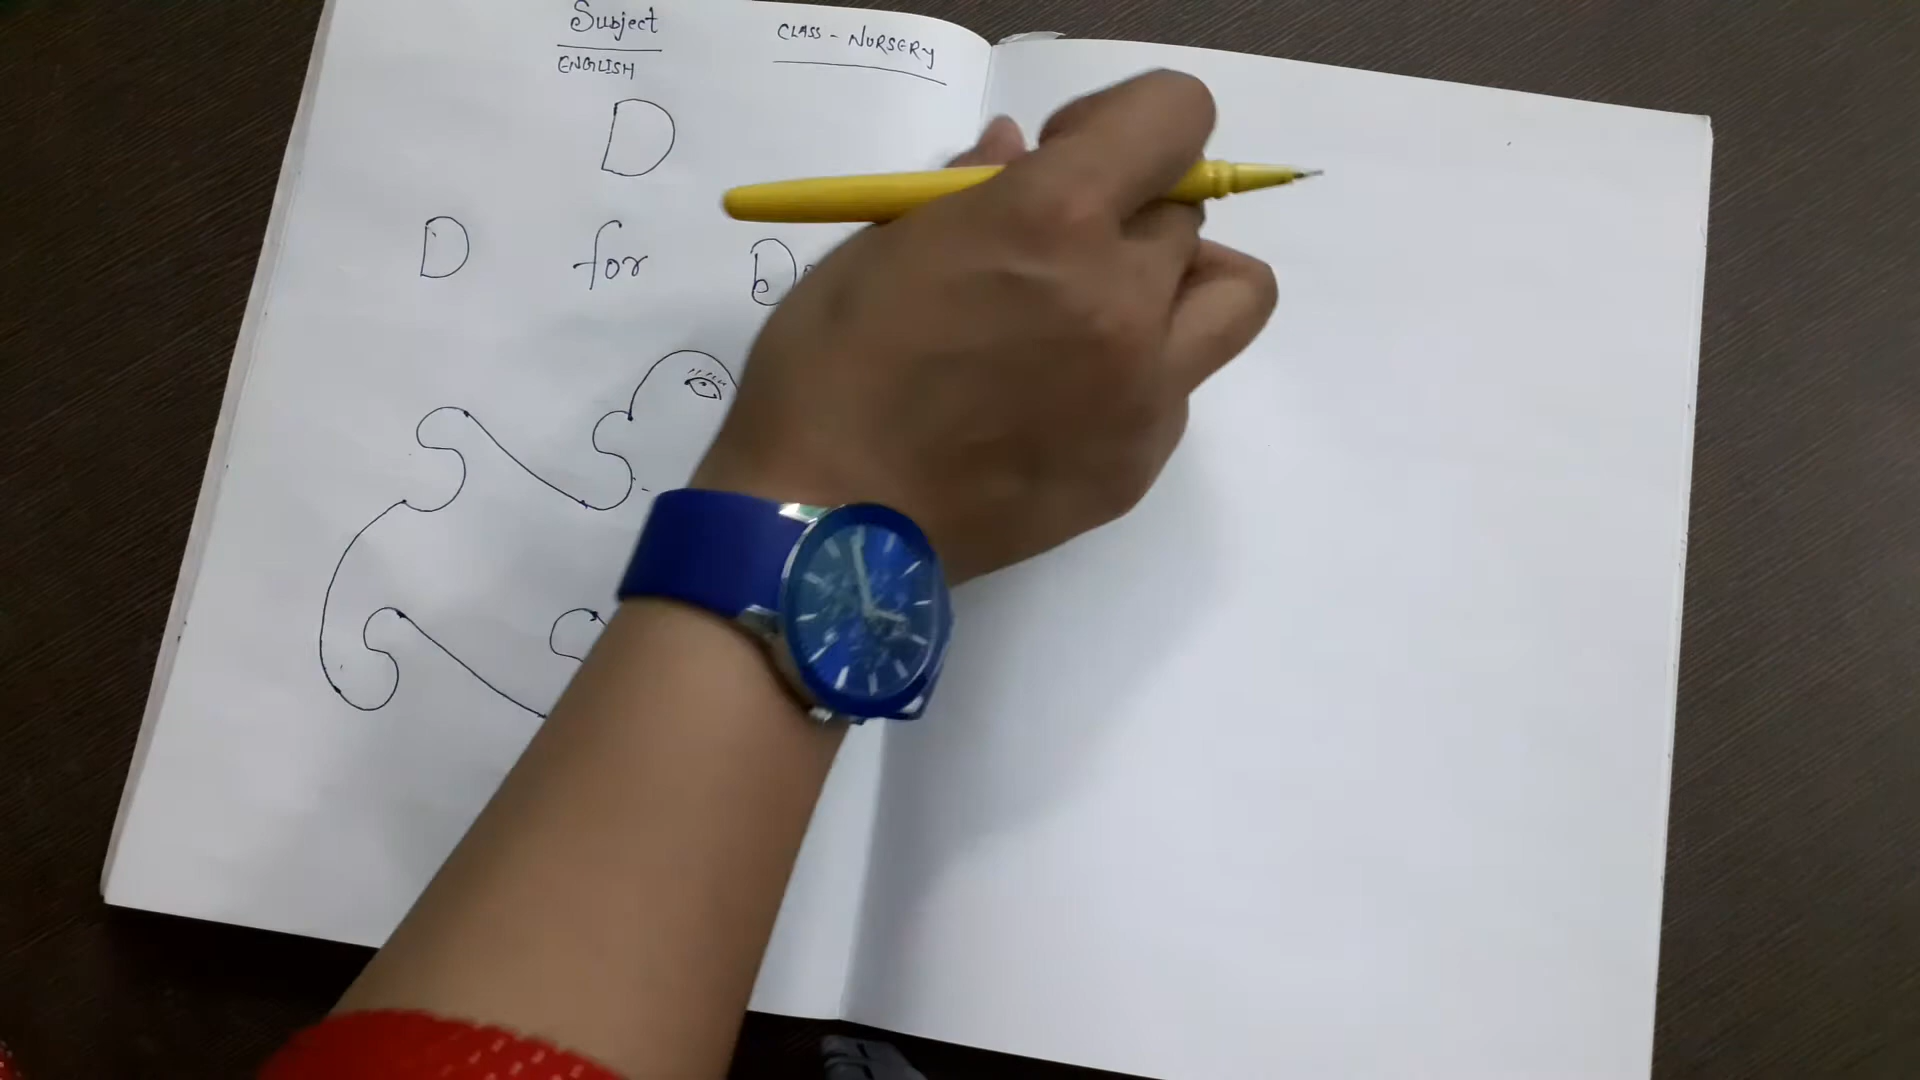 Subject
ENGLISH
CLASS - NURSERY
D
D for